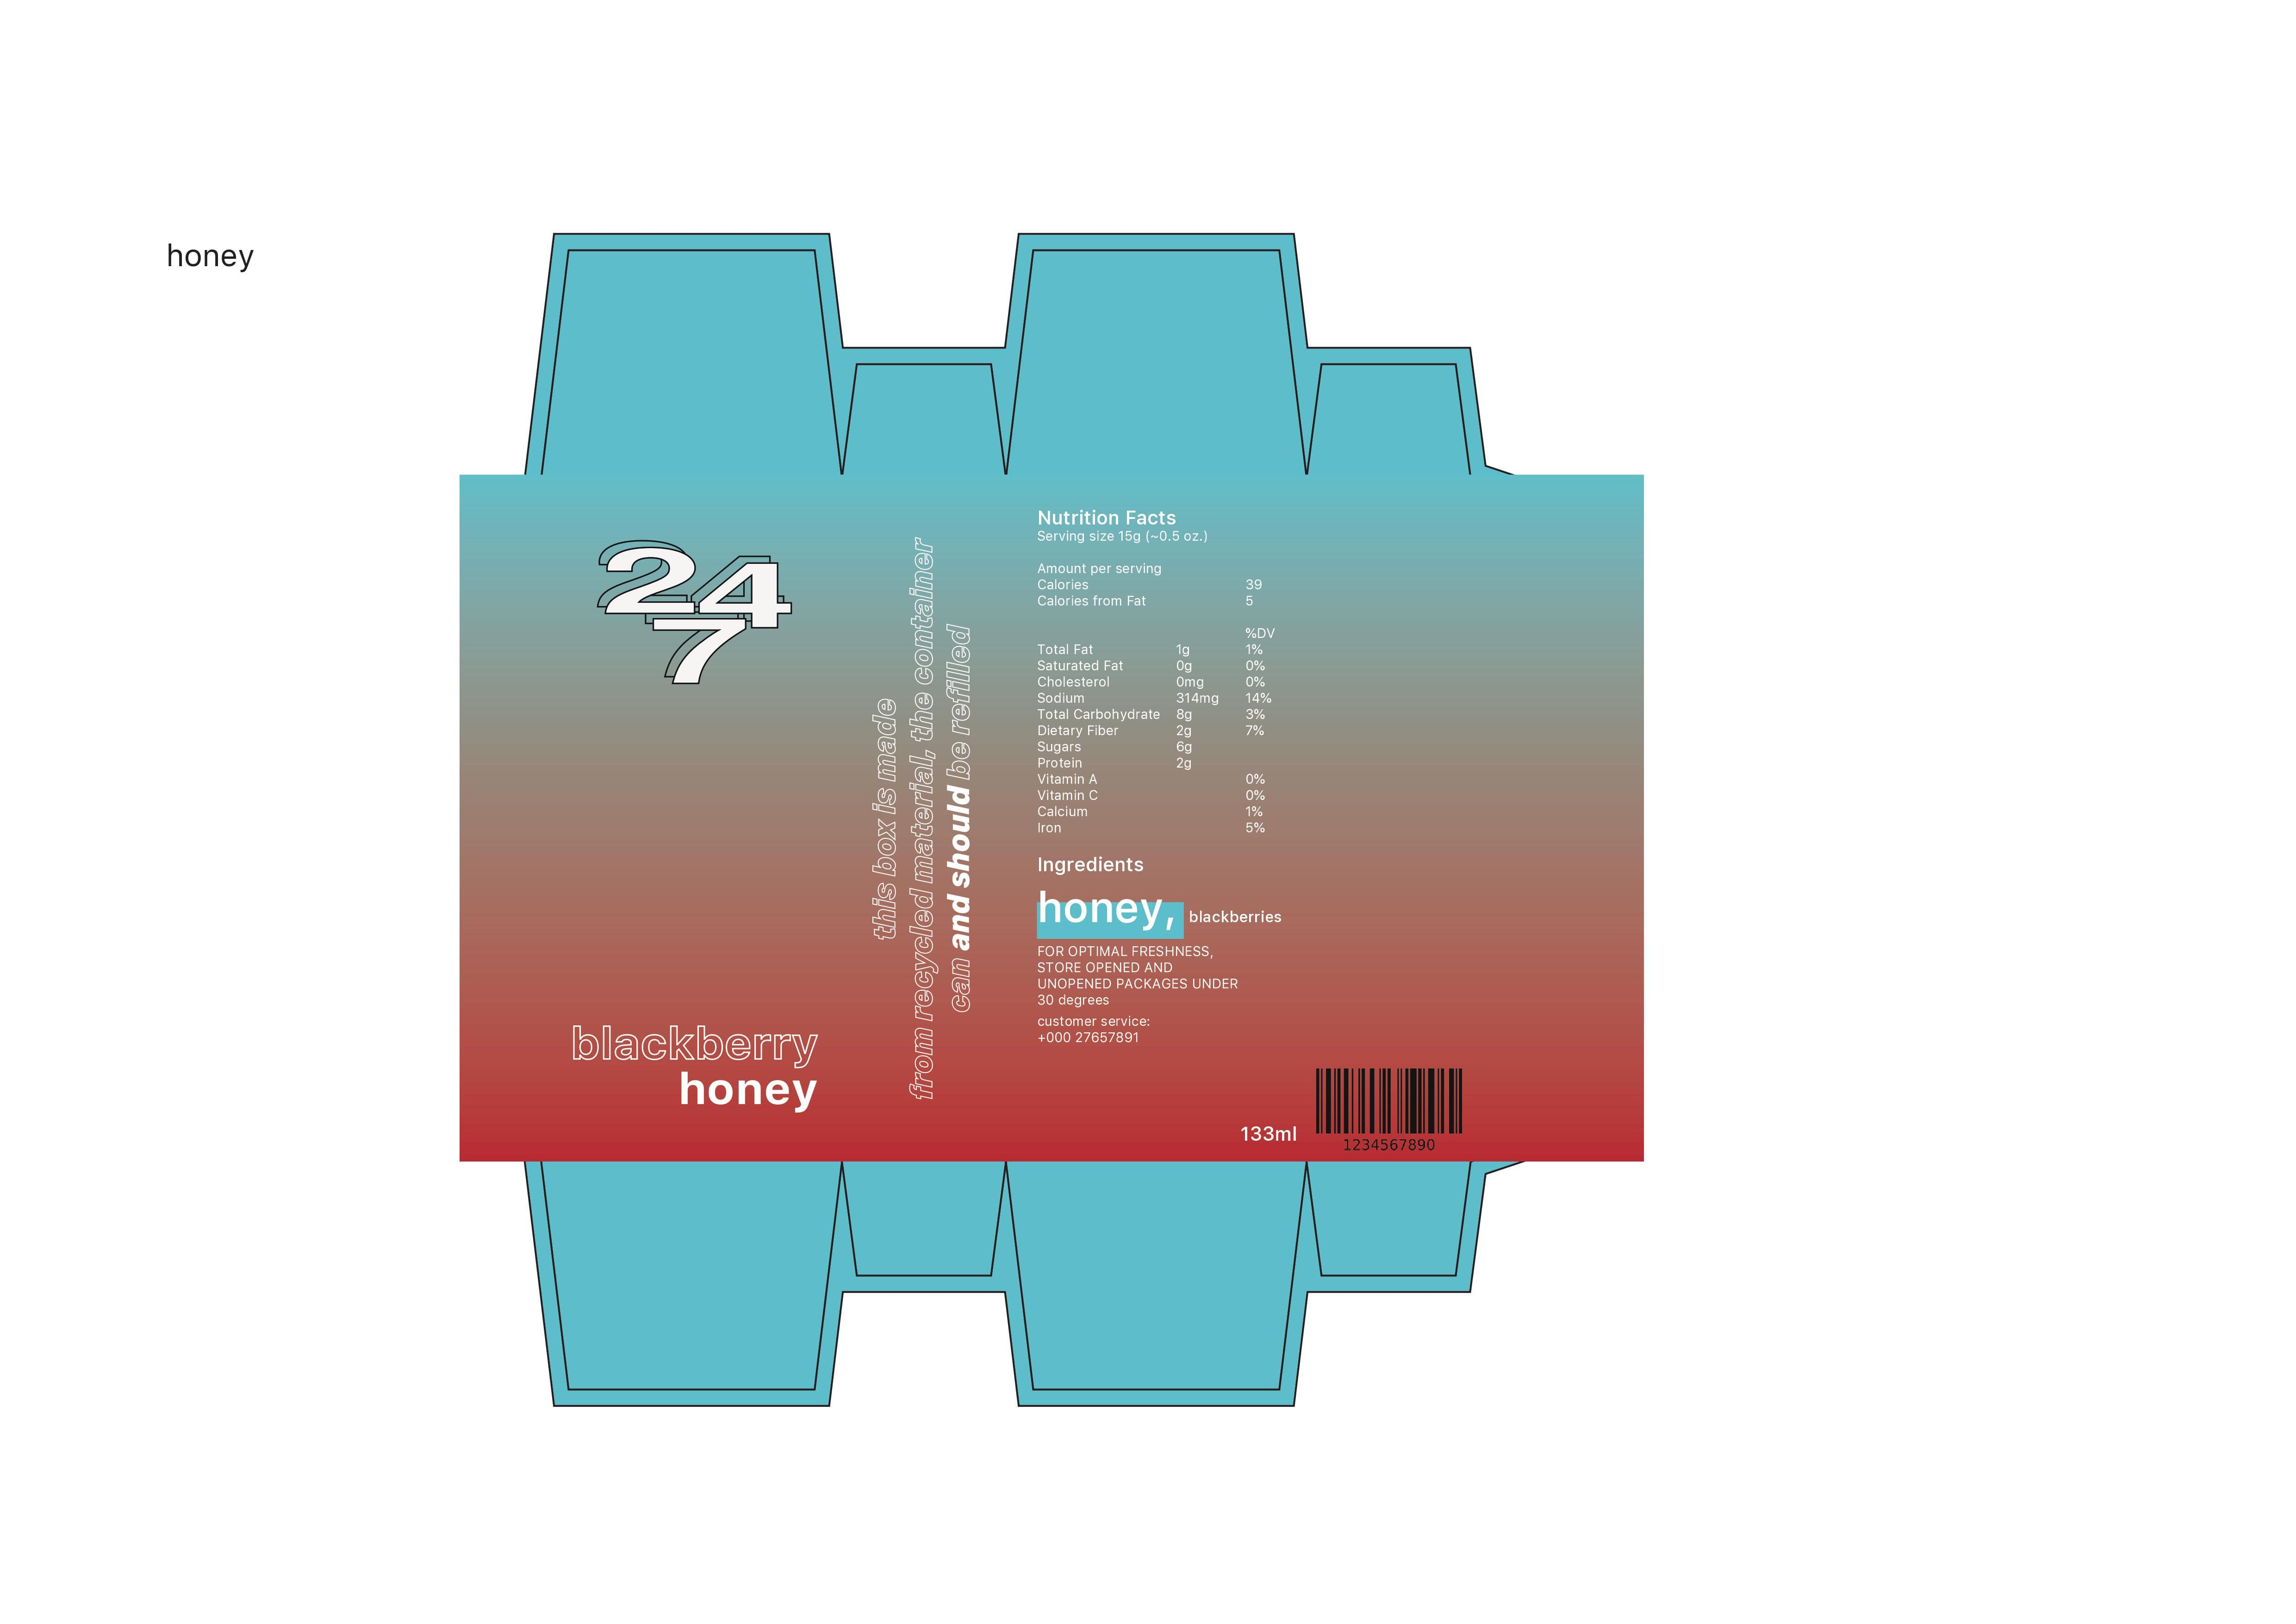 honey
24
7
blackberry
honey
this box is made
from recycled material, the container
can and should be refilled
Nutrition Facts
Serving size 15g (~0.5 oz.)
Amount per serving
Calories 39
Calories from Fat 5
%DV
Total Fat 1g 1%
Saturated Fat 0g 0%
Cholesterol 0mg 0%
Sodium 314mg 14%
Total Carbohydrate 8g 3%
Dietary Fiber 2g 7%
Sugars 6g
Protein 2g
Vitamin A 0%
Vitamin C 0%
Calcium 1%
Iron 5%
Ingredients
honey, blackberries
FOR OPTIMAL FRESHNESS,
STORE OPENED AND
UNOPENED PACKAGES UNDER
30 degrees
customer service:
+000 27657891
133ml
1234567890